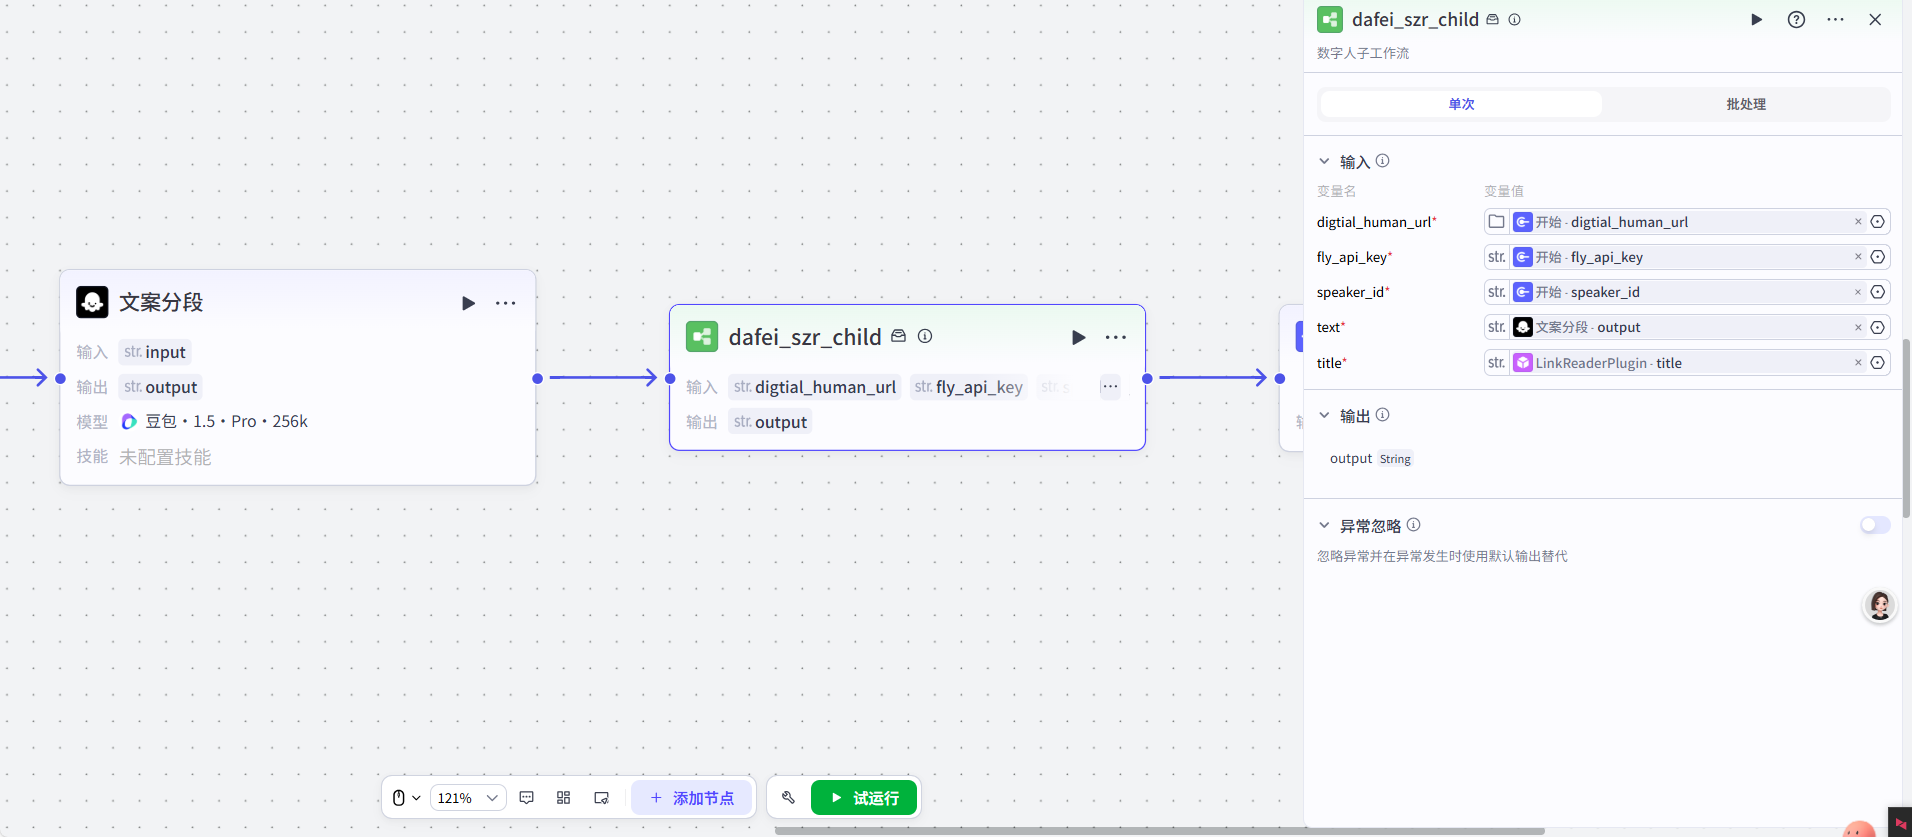 文案分段
输入 str. input
输出 str. output
模型 豆包・1.5・Pro・256k
技能 未配置技能
dafei_szr_child
输入 str. digtial_human_url str. fly_api_key str. s
输出 str. output
121%
添加节点
试运行
dafei_szr_child
数字人子工作流
单次 批处理
输入
变量名 变量值
digtial_human_url* 开始 - digtial_human_url
fly_api_key* str. 开始 - fly_api_key
speaker_id* str. 开始 - speaker_id
text* str. 文案分段 - output
title* str. LinkReaderPlugin - title
输出
output String
异常忽略
忽略异常并在异常发生时使用默认输出替代